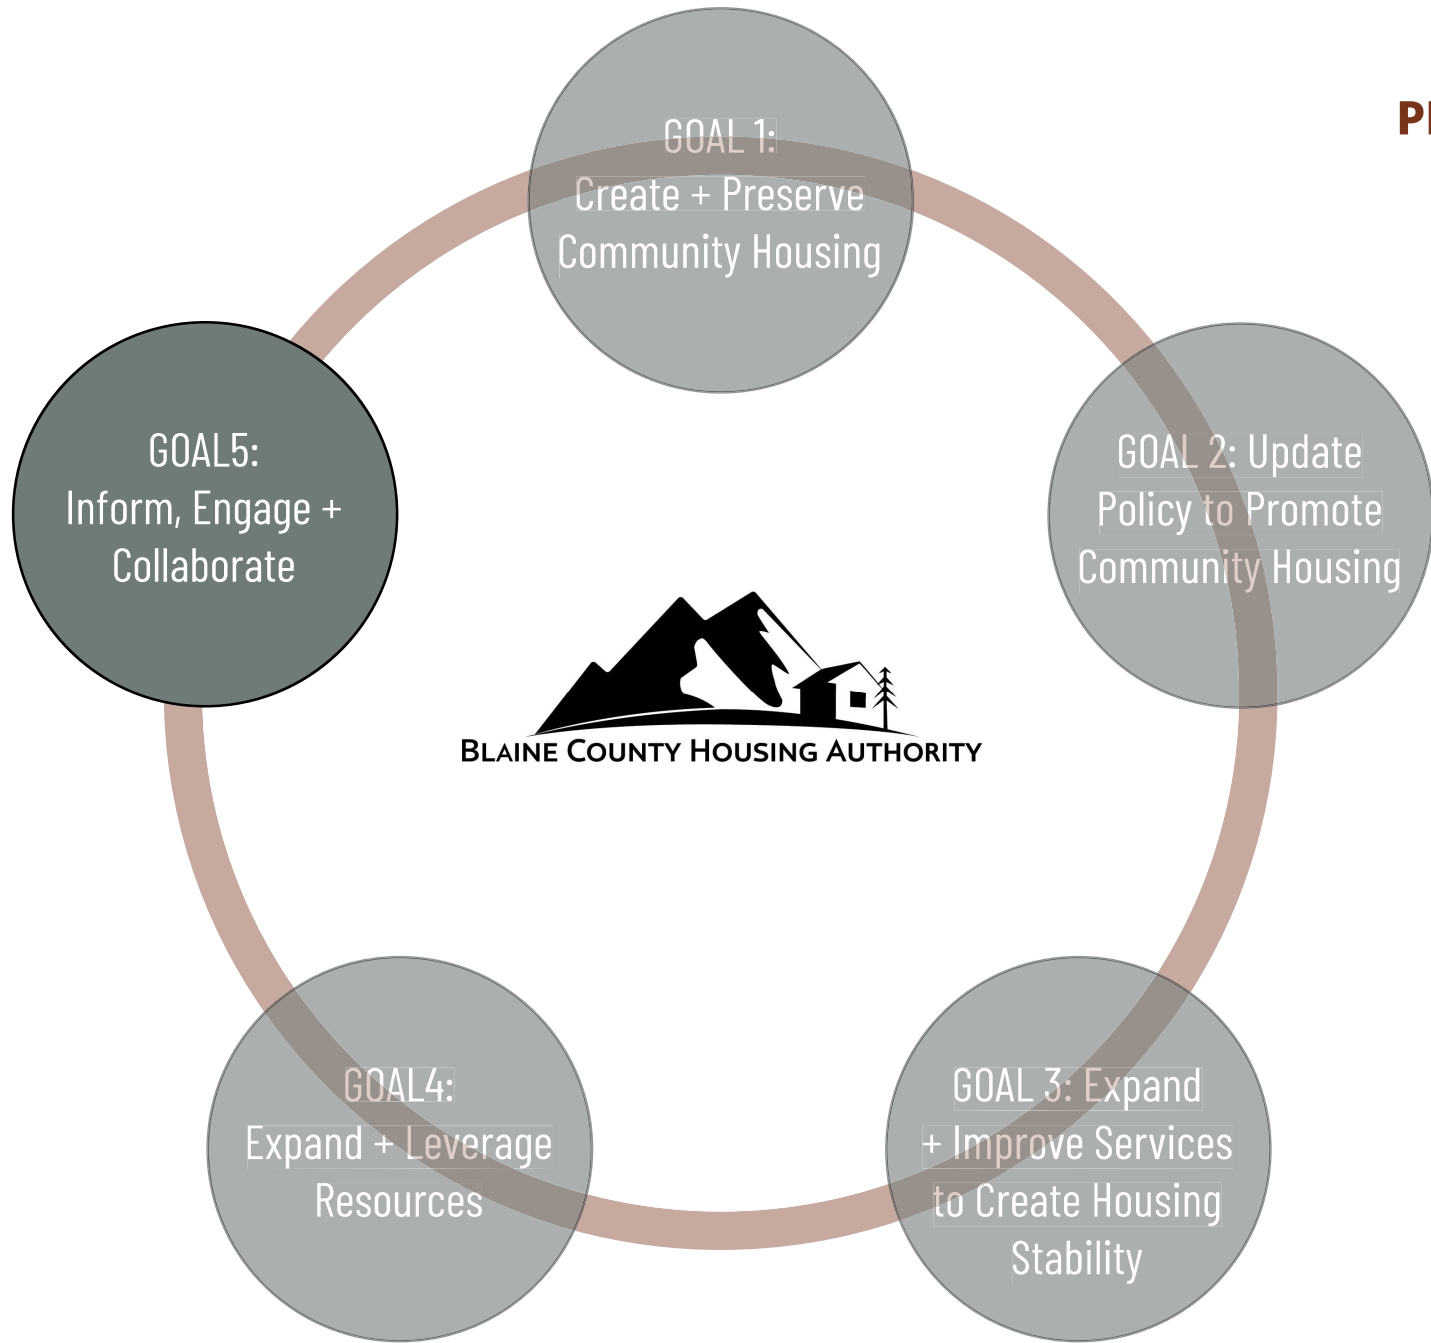 GOAL 1:
Create + Preserve
Community Housing
GOAL 2: Update
Policy to Promote
Community Housing
GOAL 3: Expand
+ Improve Services
to Create Housing
Stability
GOAL4:
Expand + Leverage
Resources
GOAL5:
Inform, Engage +
Collaborate
BLAINE COUNTY HOUSING AUTHORITY